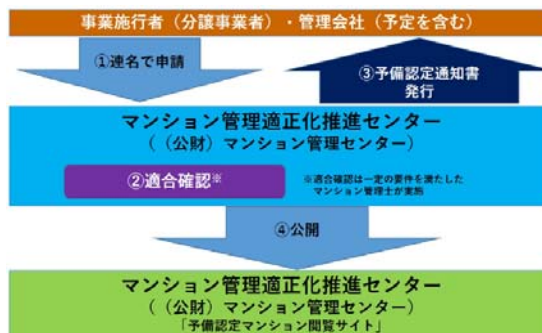 事業施行者（分譲事業者）・管理会社（予定を含む）
①連名で申請
③予備認定通知書
発行
マンション管理適正化推進センター
（（公財）マンション管理センター）
②適合確認※
※適合確認は一定の要件を満たした
マンション管理士が実施
④公開
マンション管理適正化推進センター
（（公財）マンション管理センター）
「予備認定マンション閲覧サイト」